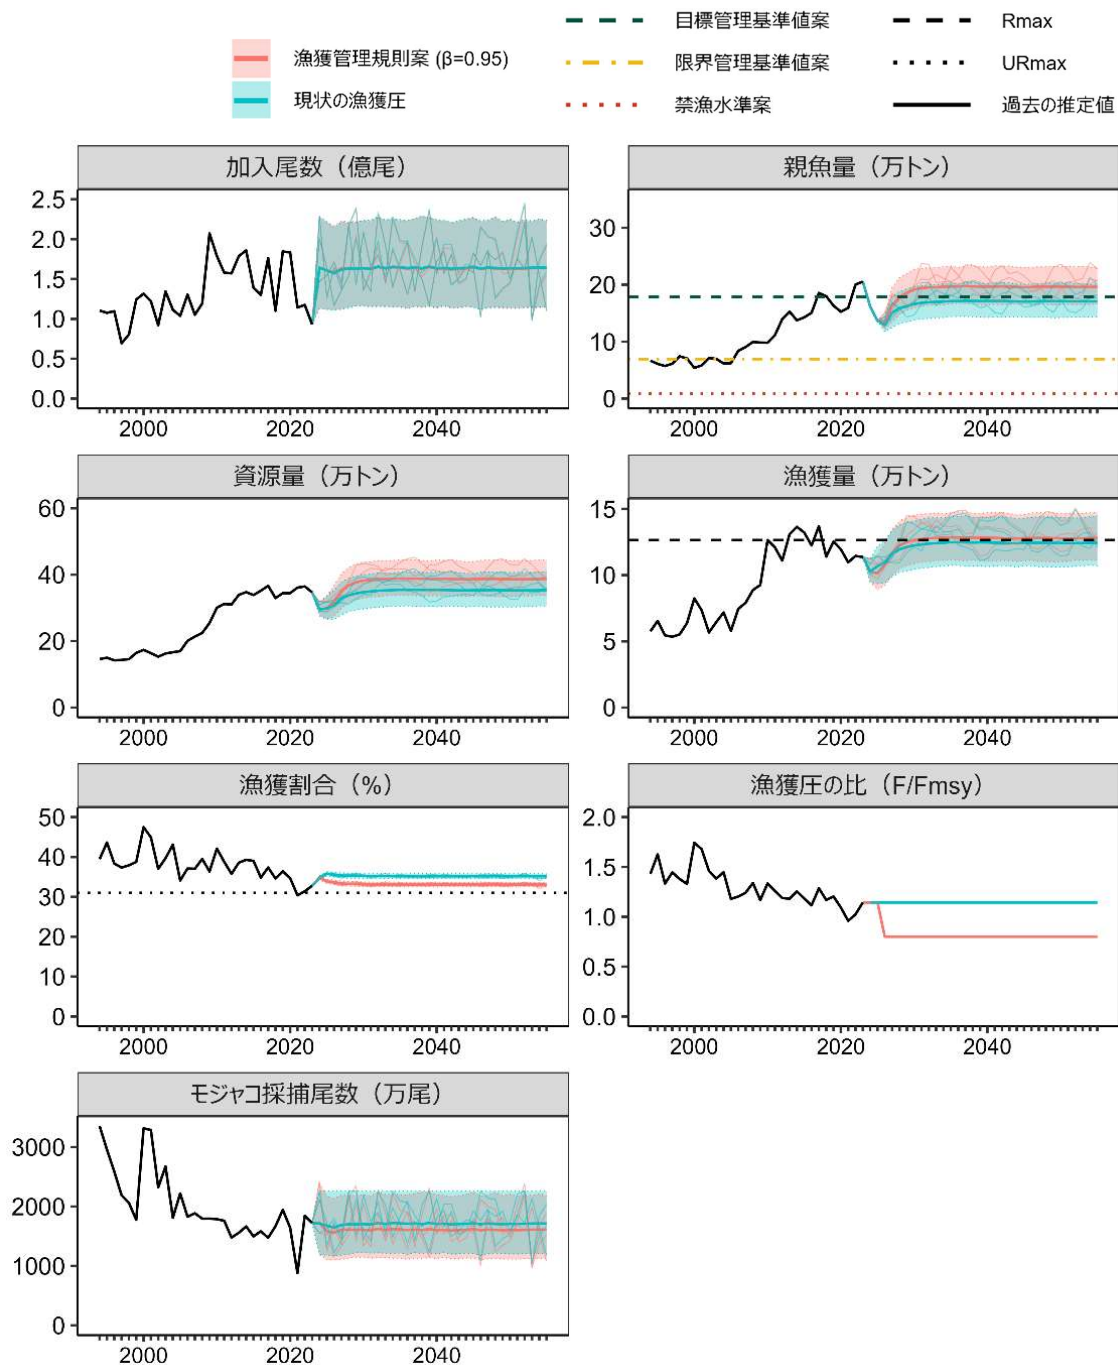 漁獲管理規則案 (β=0.95)
現状の漁獲圧
目標管理基準値案
限界管理基準値案
禁漁水準案
Rmax
URmax
過去の推定値
加入尾数（億尾）
2.5
2.0
1.5
1.0
0.5
0.0
2000 2020 2040
親魚量（万トン）
30
20
10
0
2000 2020 2040
資源量（万トン）
60
40
20
0
2000 2020 2040
漁獲量（万トン）
15
10
5
0
2000 2020 2040
漁獲割合（%）
50
40
30
20
10
0
2000 2020 2040
漁獲圧の比（F/Fmsy）
2.0
1.5
1.0
0.5
0.0
2000 2020 2040
モジャコ採捕尾数（万尾）
3000
2000
1000
0
2000 2020 2040